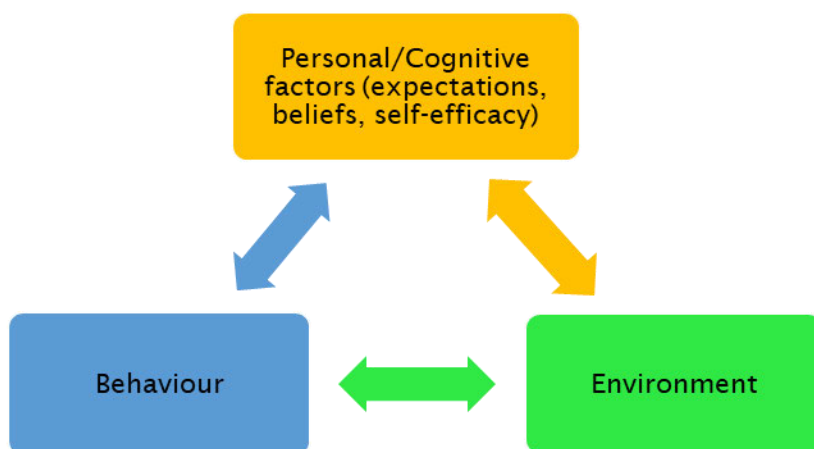 Personal/Cognitive
factors (expectations,
beliefs, self-efficacy)
Behaviour
Environment